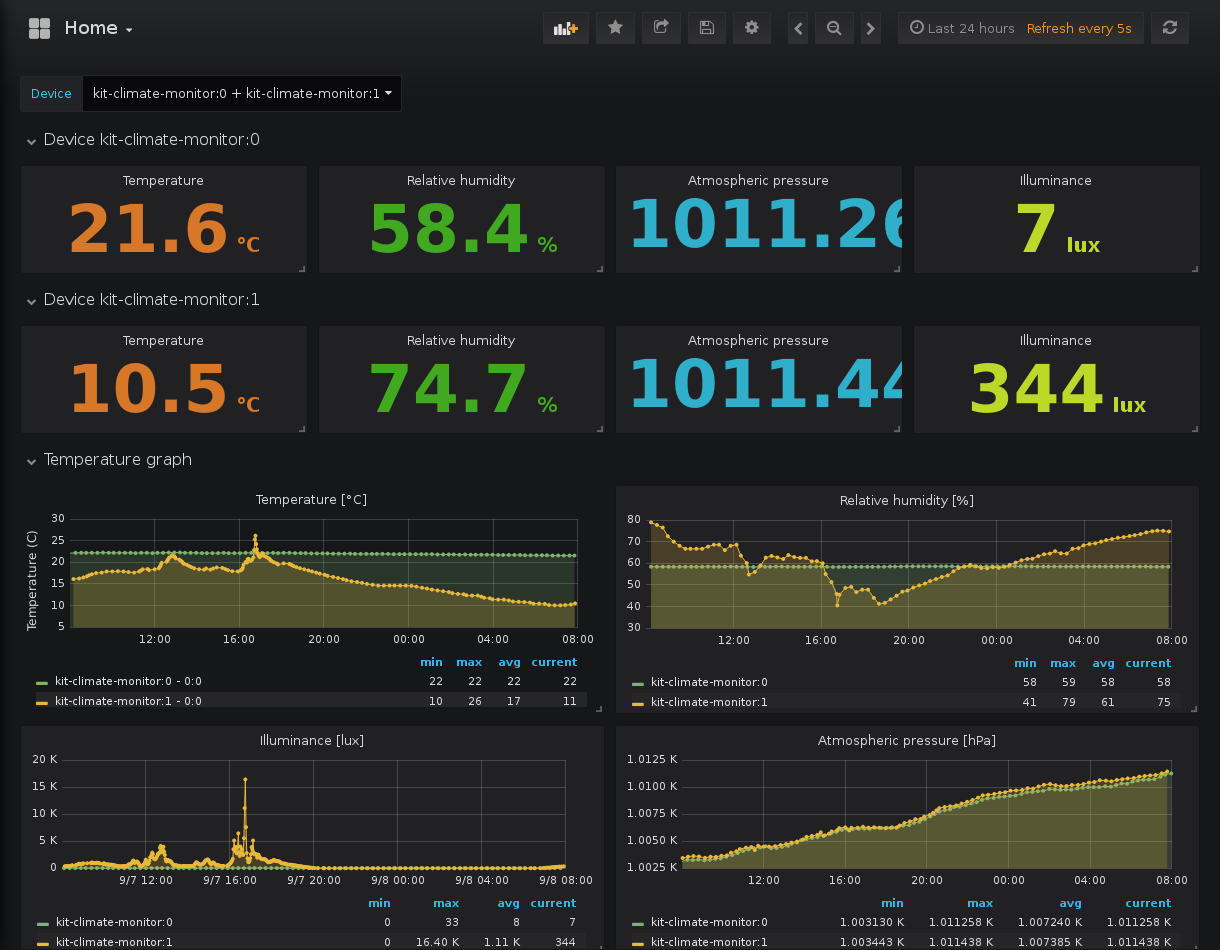 Home
Last 24 hours Refresh every 5s
Device kit-climate-monitor:0 + kit-climate-monitor:1
Device kit-climate-monitor:0
Temperature Relative humidity Atmospheric pressure Illuminance
21.6 °C 58.4 % 1011.26 7 lux
Device kit-climate-monitor:1
Temperature Relative humidity Atmospheric pressure Illuminance
10.5 °C 74.7 % 1011.44 344 lux
Temperature graph
Temperature [°C]
Temperature (C)
30
25
20
15
10
5
12:00 16:00 20:00 00:00 04:00 08:00
min max avg current
kit-climate-monitor:0 - 0:0 22 22 22 22
kit-climate-monitor:1 - 0:0 10 26 17 11
Relative humidity [%]
80
70
60
50
40
30
12:00 16:00 20:00 00:00 04:00 08:00
min max avg current
kit-climate-monitor:0 58 59 58 58
kit-climate-monitor:1 41 79 61 75
Illuminance [lux]
20 K
15 K
10 K
5 K
0
9/7 12:00 9/7 16:00 9/7 20:00 9/8 00:00 9/8 04:00 9/8 08:00
min max avg current
kit-climate-monitor:0 0 33 8 7
kit-climate-monitor:1 0 16.40 K 1.11 K 344
Atmospheric pressure [hPa]
1.0125 K
1.0100 K
1.0075 K
1.0050 K
1.0025 K
12:00 16:00 20:00 00:00 04:00 08:00
min max avg current
kit-climate-monitor:0 1.003130 K 1.011258 K 1.007240 K 1.011258 K
kit-climate-monitor:1 1.003443 K 1.011438 K 1.007385 K 1.011438 K